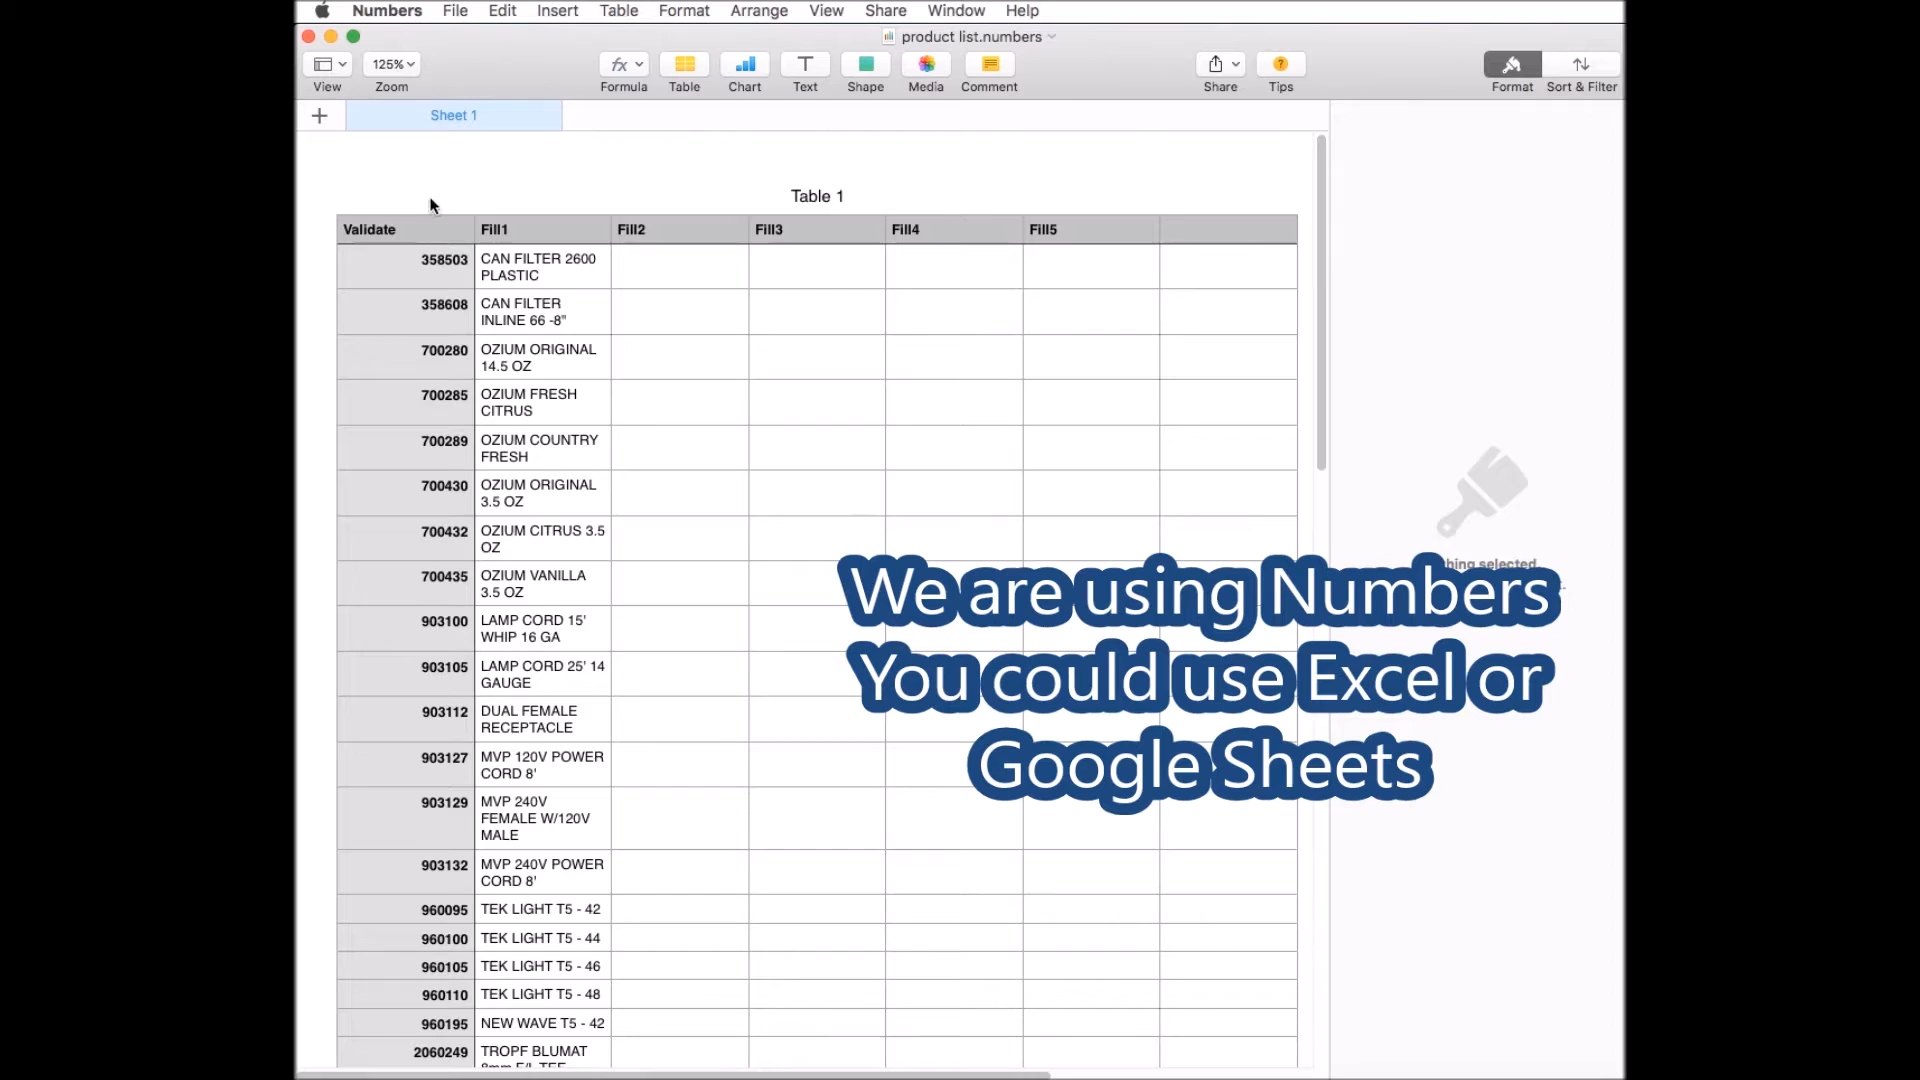 Numbers File Edit Insert Table Format Arrange View Share Window Help
product list.numbers
125%
View Zoom Formula Table Chart Text Shape Media Comment Share Tips Format Sort & Filter
Sheet 1
Table 1
Validate Fill1 Fill2 Fill3 Fill4 Fill5
358503 CAN FILTER 2600
PLASTIC
358608 CAN FILTER
INLINE 66 -8"
700280 OZIUM ORIGINAL
14.5 OZ
700285 OZIUM FRESH
CITRUS
700289 OZIUM COUNTRY
FRESH
700430 OZIUM ORIGINAL
3.5 OZ
700432 OZIUM CITRUS 3.5
OZ
700435 OZIUM VANILLA
3.5 OZ
903100 LAMP CORD 15'
WHIP 16 GA
903105 LAMP CORD 25' 14
GAUGE
903112 DUAL FEMALE
RECEPTACLE
903127 MVP 120V POWER
CORD 8'
903129 MVP 240V
FEMALE W/120V
MALE
903132 MVP 240V POWER
CORD 8'
960095 TEK LIGHT T5 - 42
960100 TEK LIGHT T5 - 44
960105 TEK LIGHT T5 - 46
960110 TEK LIGHT T5 - 48
960195 NEW WAVE T5 - 42
2060249 TROPF BLUMAT
selected.
We are using Numbers
You could use Excel or
Google Sheets